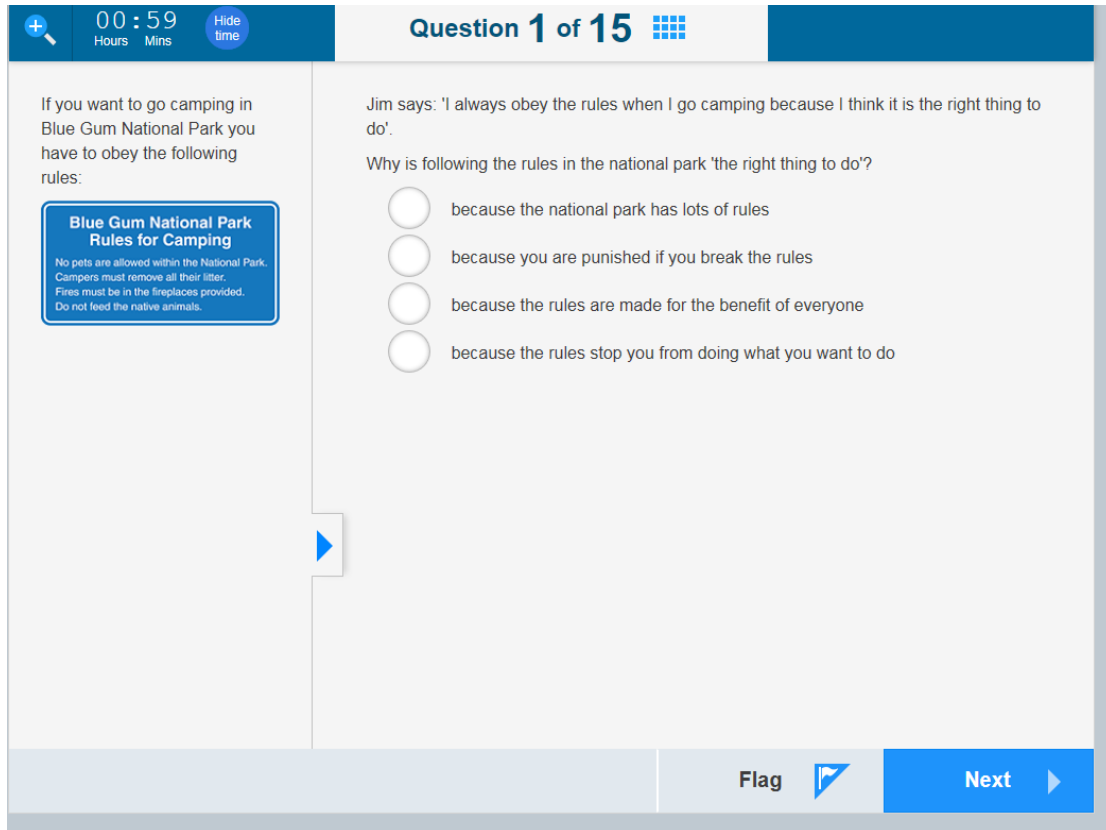 00:59
Hours Mins
Hide
time
Question 1 of 15
If you want to go camping in
Blue Gum National Park you
have to obey the following
rules:
Blue Gum National Park
Rules for Camping
No pets are allowed within the National Park.
Campers must remove all their litter.
Fires must be in the fireplaces provided.
Do not feed the native animals.
Jim says: 'I always obey the rules when I go camping because I think it is the right thing to
do'.
Why is following the rules in the national park 'the right thing to do'?
because the national park has lots of rules
because you are punished if you break the rules
because the rules are made for the benefit of everyone
because the rules stop you from doing what you want to do
Flag
Next